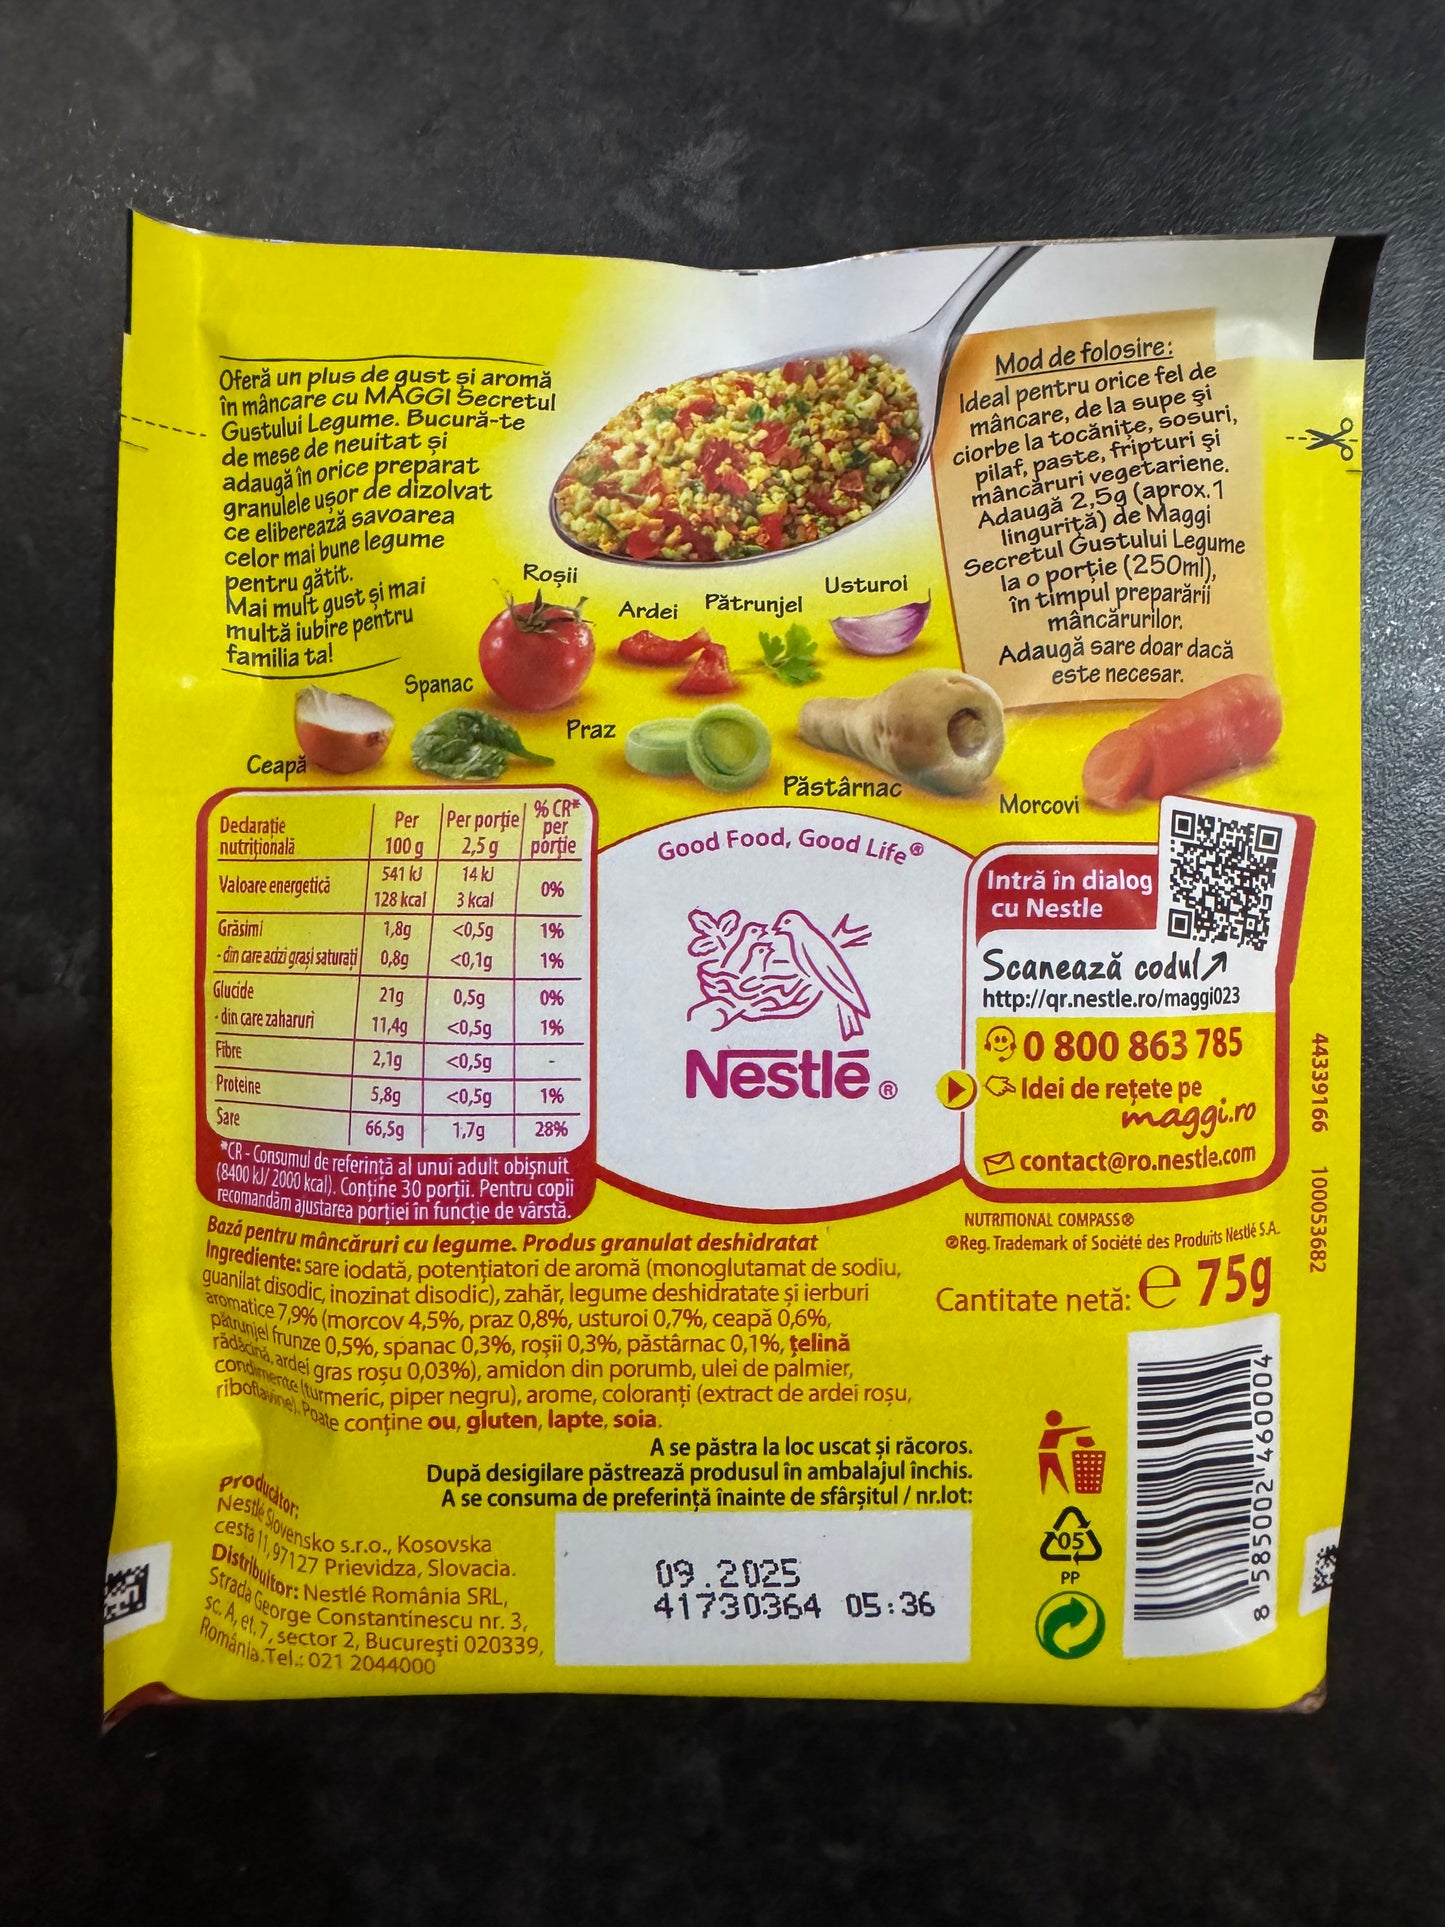 Oferă un plus de gust și aromă
în mâncare cu MAGGI Secretul
Gustului Legume. Bucură-te
de mese de neuitat și
adaugă în orice preparat
granulele ușor de dizolvat
ce eliberează savoarea
celor mai bune legume
pentru gătit.
Mai mult gust și mai
multă iubire pentru
familia ta!
Mod de folosire:
Ideal pentru orice fel de
mâncare, de la supe și
ciorbe la tocănițe, sosuri,
pilaf, paste, fripturi și
mâncăruri vegetariene.
Adaugă 2,5g (aprox.1
linguriță) de Maggi
Secretul Gustului Legume
la o porție (250ml),
în timpul preparării
mâncărurilor.
Adaugă sare doar dacă
este necesar.
Roșii
Ardei
Pătrunjel
Usturoi
Spanac
Praz
Ceapă
Păstârnac
Morcovi
Declarație nutrițională Per 100 g Per porție 2,5 g % CR* per porție
Valoare energetică 541 kJ 14 kJ 0%
128 kcal 3 kcal
Grăsimi 1,8g <0,5g 1%
- din care acizi grași saturați 0,8g <0,1g 1%
Glucide 21g 0,5g 0%
- din care zaharuri 11,4g <0,5g 1%
Fibre 2,1g <0,5g -
Proteine 5,8g <0,5g 1%
Sare 66,5g 1,7g 28%
*CR - Consumul de referință al unui adult obișnuit
(8400 kJ/ 2000 kcal). Conține 30 porții. Pentru copii
recomandăm ajustarea porției în funcție de vârstă.
Good Food, Good Life®
Nestlé®
Intră în dialog
cu Nestle
Scanează codul
http://qr.nestle.ro/maggi023
0 800 863 785
Idei de rețete pe
maggi.ro
contact@ro.nestle.com
44339166 100053682
NUTRITIONAL COMPASS®
®Reg. Trademark of Société des Produits Nestlé S.A.
Cantitate netă: e 75g
Bază pentru mâncăruri cu legume. Produs granulat deshidratat
Ingrediente: sare iodată, potențiatori de aromă (monoglutamat de sodiu,
guanilat disodic, inozinat disodic), zahăr, legume deshidratate și ierburi
aromatice 7,9% (morcov 4,5%, praz 0,8%, usturoi 0,7%, ceapă 0,6%,
pătrunjel frunze 0,5%, spanac 0,3%, roșii 0,3%, păstârnac 0,1%, țelină
rădăcină, ardei gras roșu 0,03%), amidon din porumb, ulei de palmier,
condimente (turmeric, piper negru), arome, coloranți (extract de ardei roșu,
riboflavine). Poate conține ou, gluten, lapte, soia.
A se păstra la loc uscat și răcoros.
După desigilare păstrează produsul în ambalajul închis.
A se consuma de preferință înainte de sfârșitul / nr.lot:
Producător:
Nestlé Slovensko s.r.o., Kosovska
cesta 11, 97127 Prievidza, Slovacia.
Distribuitor: Nestlé România SRL,
Strada George Constantinescu nr. 3,
sc. A, et. 7, sector 2, București 020339,
România.Tel.: 021 2044000
09.2025
41730364 05:36
05
PP
8 585002 460004